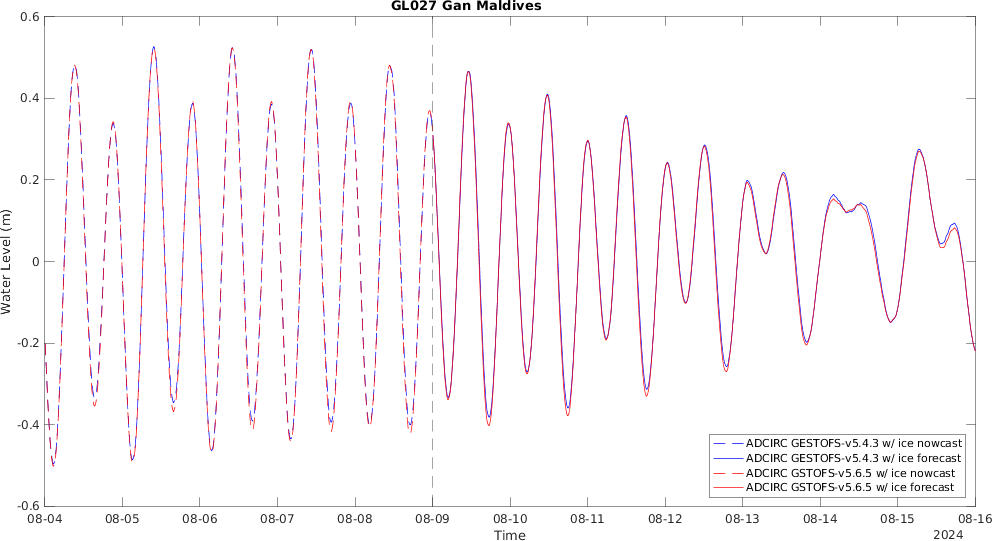 GL027 Gan Maldives
0.6
0.4
0.2
0
-0.2
-0.4
-0.6
Water Level (m)
ADCIRC GESTOFS-v5.4.3 w/ ice nowcast
ADCIRC GESTOFS-v5.4.3 w/ ice forecast
ADCIRC GSTOFS-v5.6.5 w/ ice nowcast
ADCIRC GSTOFS-v5.6.5 w/ ice forecast
08-04 08-05 08-06 08-07 08-08 08-09 08-10 08-11 08-12 08-13 08-14 08-15 08-16
Time
2024